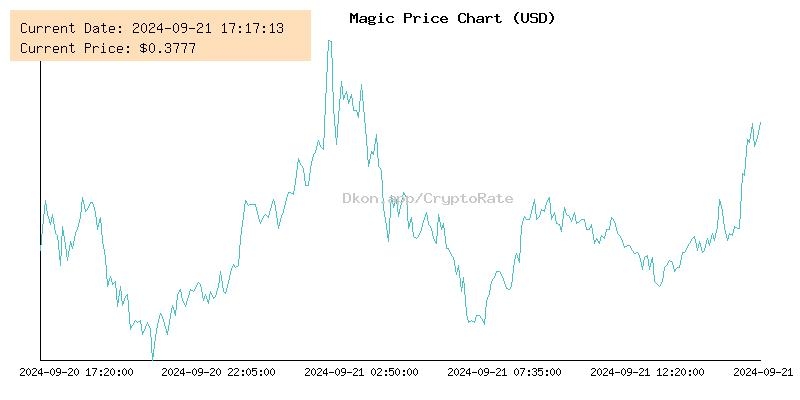 Magic Price Chart (USD)
Current Date: 2024-09-21 17:17:13
Current Price: $0.3777
Dkon.app/CryptoRate
2024-09-20 17:20:00
2024-09-20 22:05:00
2024-09-21 02:50:00
2024-09-21 07:35:00
2024-09-21 12:20:00
2024-09-21